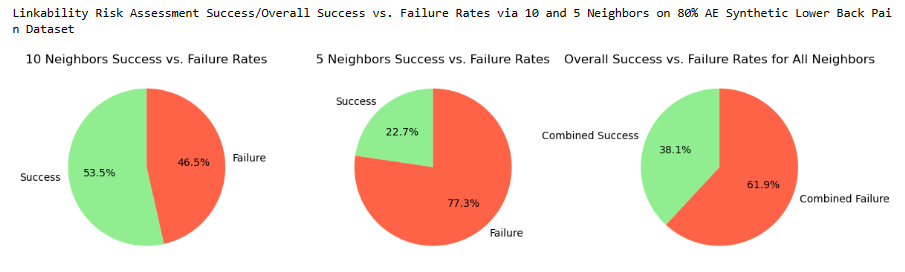 Linkability Risk Assessment Success/Overall Success vs. Failure Rates via 10 and 5 Neighbors on 80% AE Synthetic Lower Back Pai
n Dataset
10 Neighbors Success vs. Failure Rates
Success
53.5%
46.5%
Failure
5 Neighbors Success vs. Failure Rates
Success
22.7%
77.3%
Failure
Overall Success vs. Failure Rates for All Neighbors
Combined Success
38.1%
61.9%
Combined Failure